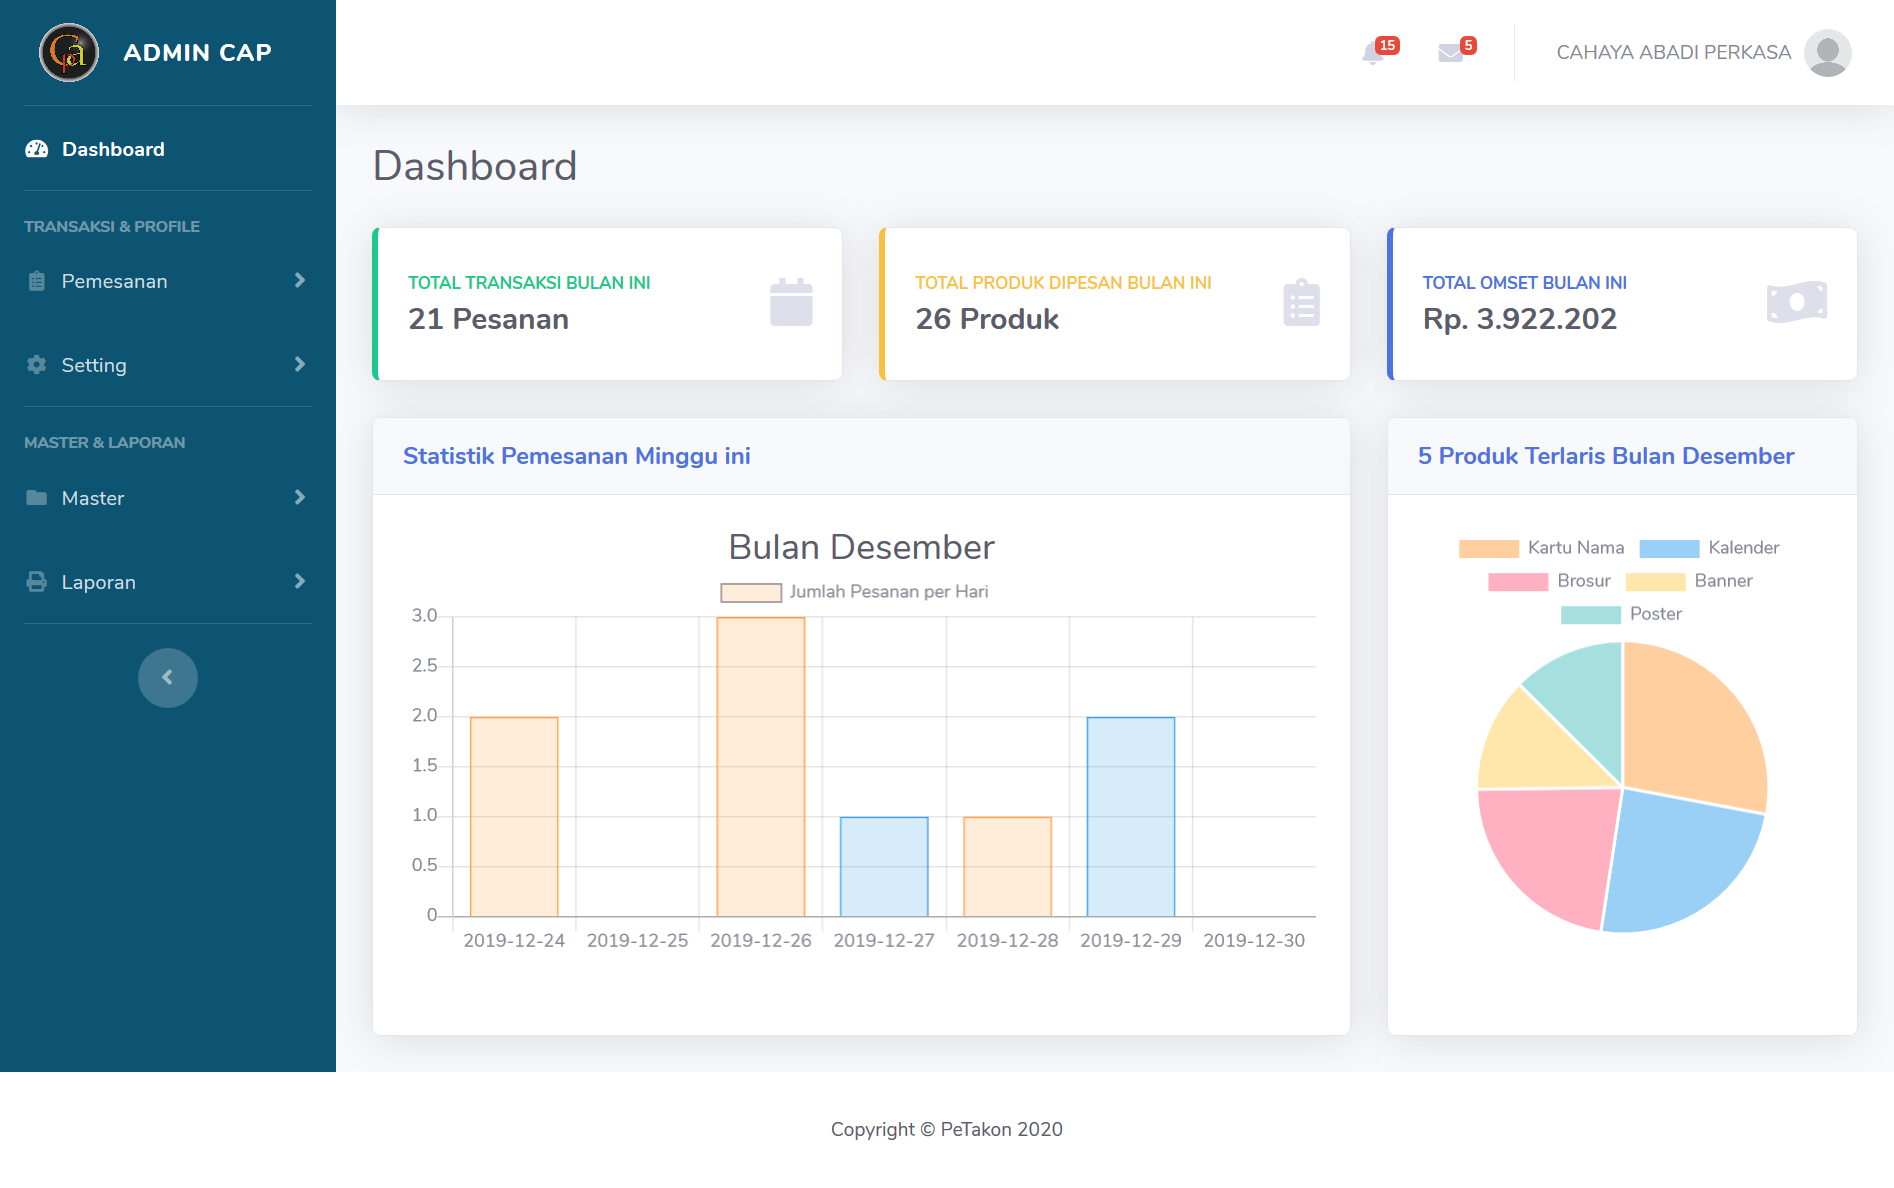 ADMIN CAP
Dashboard
TRANSAKSI & PROFILE
Pemesanan
Setting
MASTER & LAPORAN
Master
Laporan
15
5
CAHAYA ABADI PERKASA
Dashboard
TOTAL TRANSAKSI BULAN INI
21 Pesanan
TOTAL PRODUK DIPESAN BULAN INI
26 Produk
TOTAL OMSET BULAN INI
Rp. 3.922.202
Statistik Pemesanan Minggu ini
Bulan Desember
Jumlah Pesanan per Hari
3.0
2.5
2.0
1.5
1.0
0.5
0
2019-12-24 2019-12-25 2019-12-26 2019-12-27 2019-12-28 2019-12-29 2019-12-30
5 Produk Terlaris Bulan Desember
Kartu Nama Kalender
Brosur Banner
Poster
Copyright © PeTakon 2020